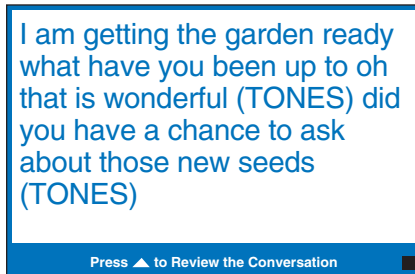 I am getting the garden ready
what have you been up to oh
that is wonderful (TONES) did
you have a chance to ask
about those new seeds
(TONES)
Press ▲ to Review the Conversation